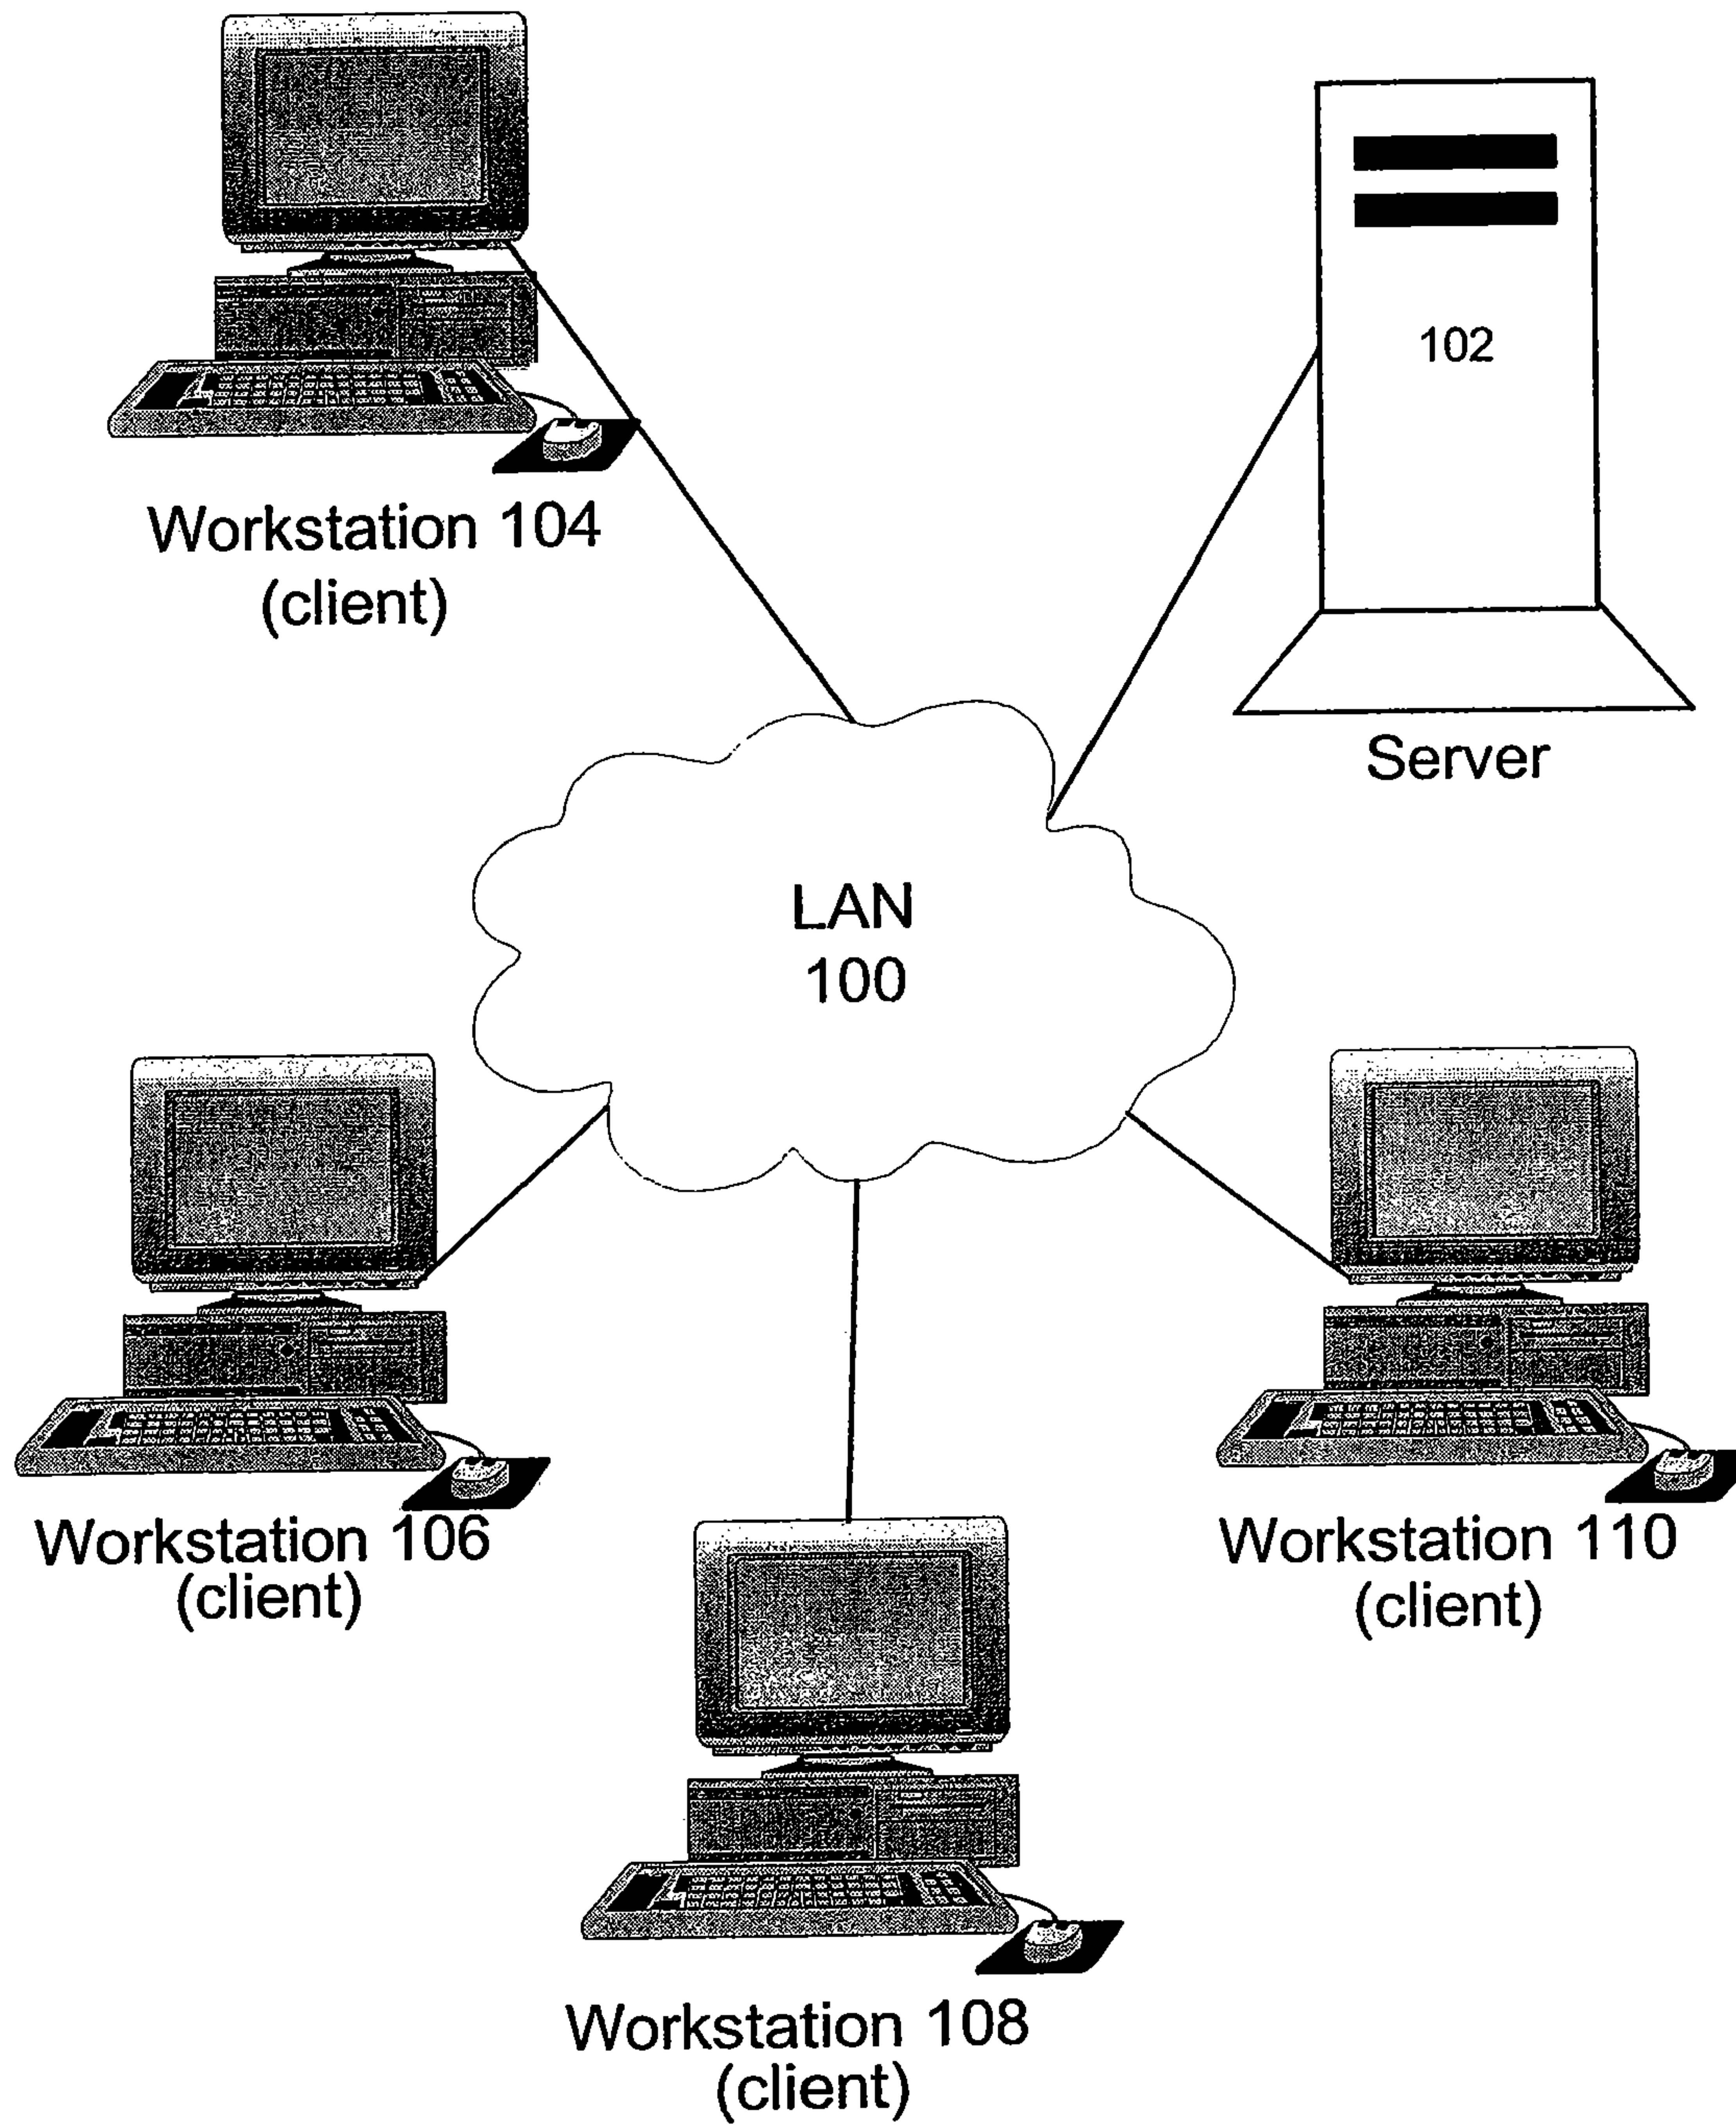 102
Workstation 104
(client)
Server
LAN
100
Workstation 106
(client)
Workstation 110
(client)
Workstation 108
(client)